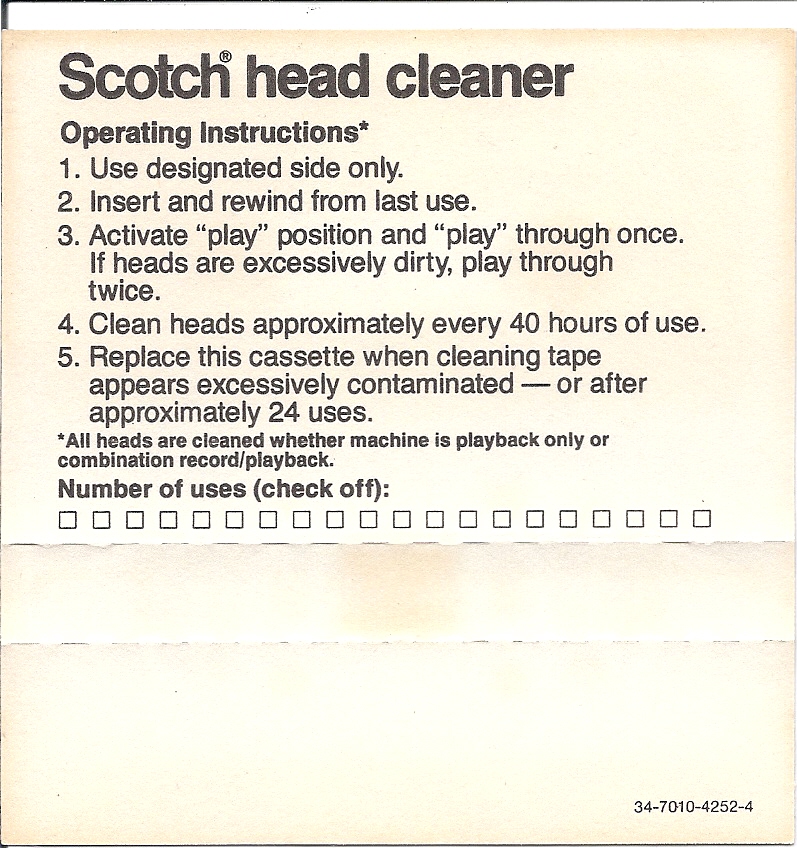 Scotch® head cleaner
Operating Instructions*
1. Use designated side only.
2. Insert and rewind from last use.
3. Activate “play” position and “play” through once.
If heads are excessively dirty, play through
twice.
4. Clean heads approximately every 40 hours of use.
5. Replace this cassette when cleaning tape
appears excessively contaminated — or after
approximately 24 uses.
*All heads are cleaned whether machine is playback only or
combination record/playback.
Number of uses (check off):
34-7010-4252-4